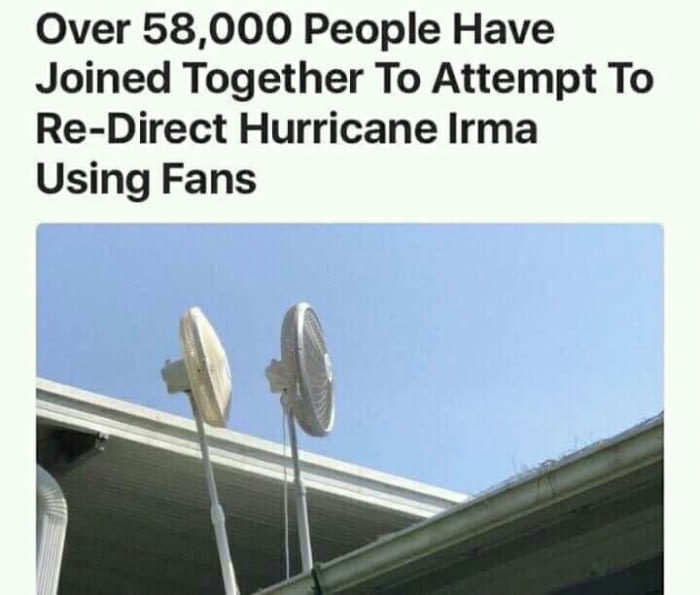 Over 58,000 People Have
Joined Together To Attempt To
Re-Direct Hurricane Irma
Using Fans